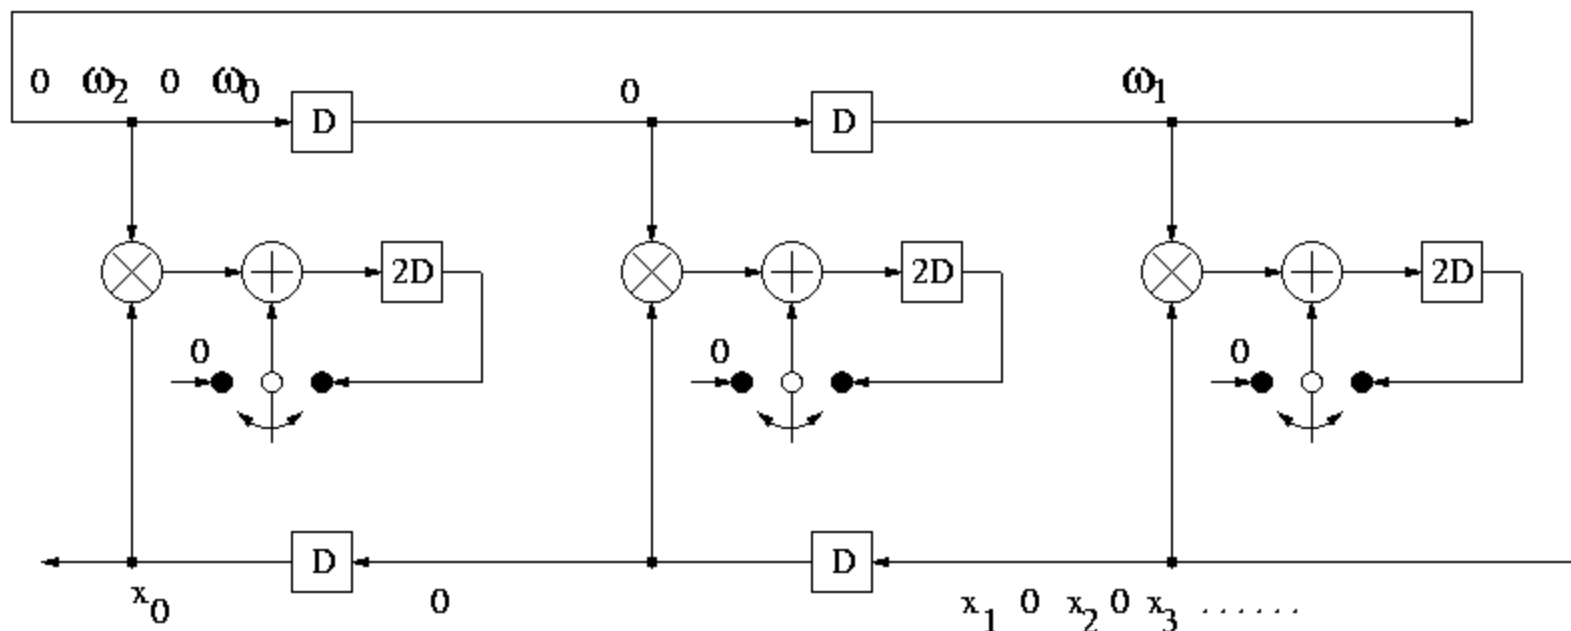 0 ω₂ 0 ω₀ 0 ω₁
D D
2D 2D 2D
0 0 0
D D
x₀ 0 x₁ 0 x₂ 0 x₃ ......